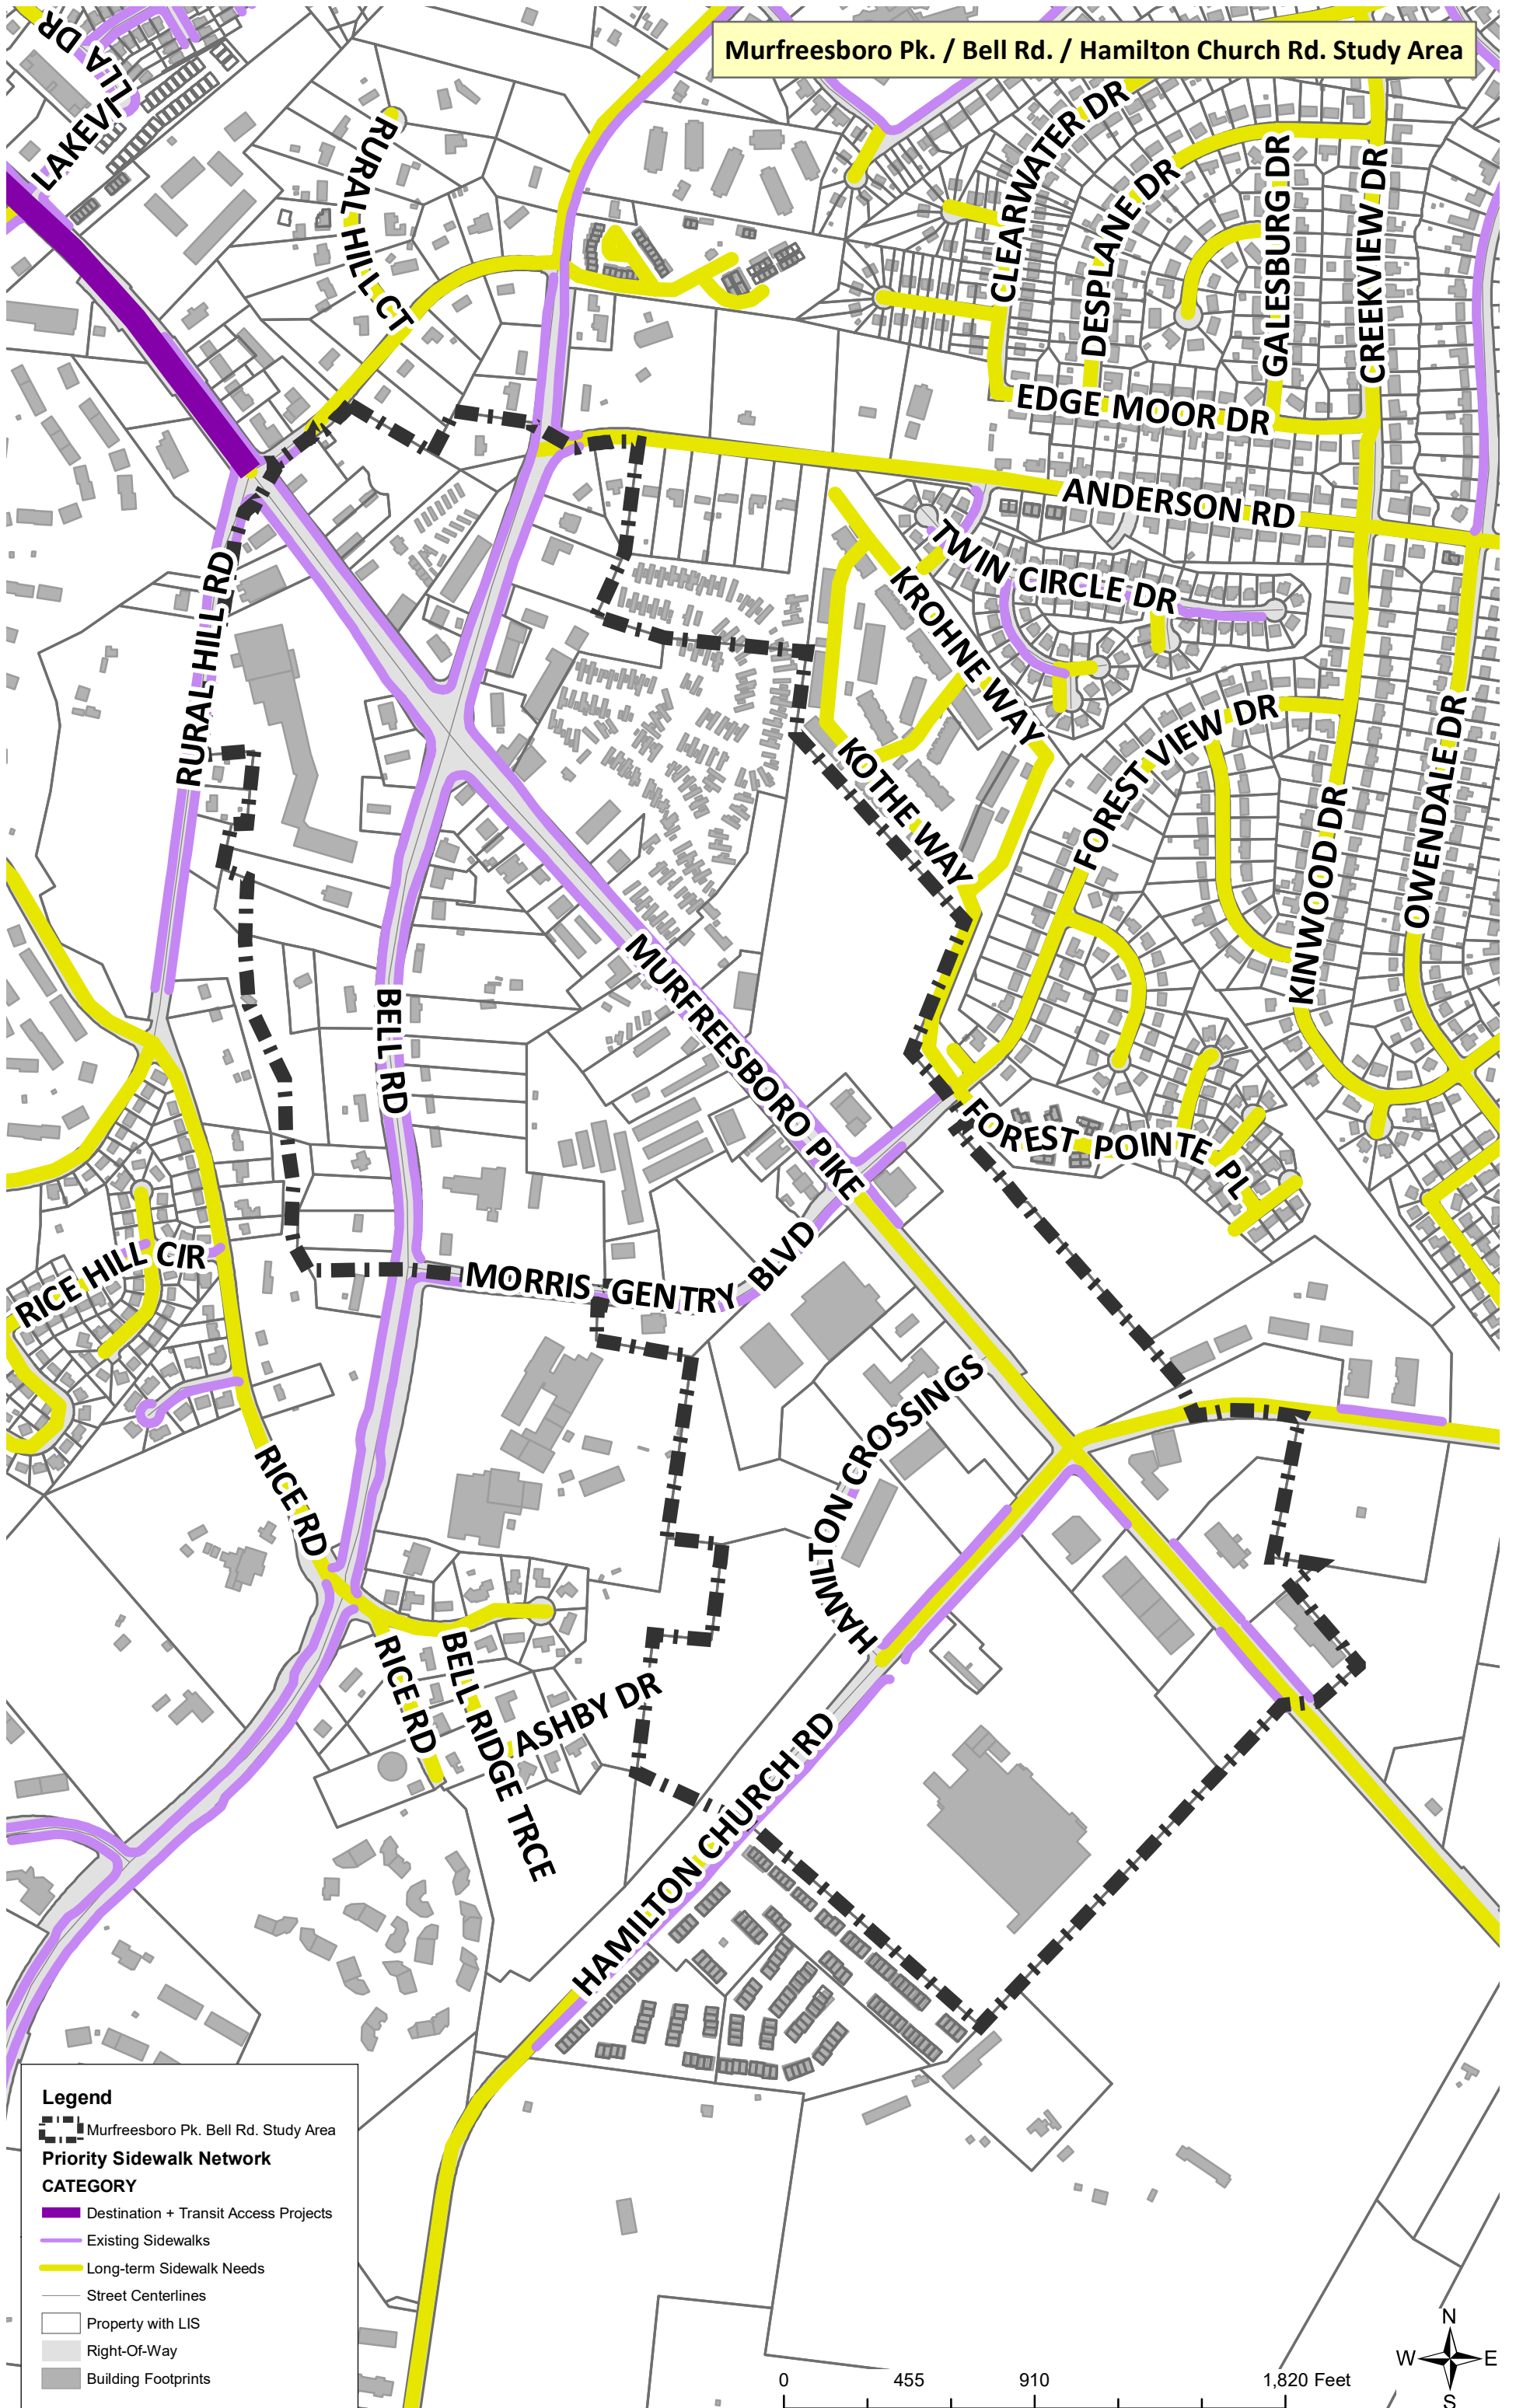 Murfreesboro Pk. / Bell Rd. / Hamilton Church Rd. Study Area
LAKEVILLA DR
RURAL HILL CT
CLEARWATER DR
DESPLANE DR
GALESBURG DR
CREEKVIEW DR
EDGE MOOR DR
ANDERSON RD
TWIN CIRCLE DR
RURAL HILL RD
KROHNE WAY
KOTHE WAY
FOREST VIEW DR
KINWOOD DR
OWENDALE DR
BELL RD
MURFREESBORO PIKE
FOREST POINTE PL
RICE HILL CIR
MORRIS GENTRY BLVD
HAMILTON CROSSINGS
RICE RD
RICE RD
BELL RIDGE TRCE
ASHBY DR
HAMILTON CHURCH RD
Legend
Murfreesboro Pk. Bell Rd. Study Area
Priority Sidewalk Network
CATEGORY
Destination + Transit Access Projects
Existing Sidewalks
Long-term Sidewalk Needs
Street Centerlines
Property with LIS
Right-Of-Way
Building Footprints
0 455 910 1,820 Feet
N
W E
S